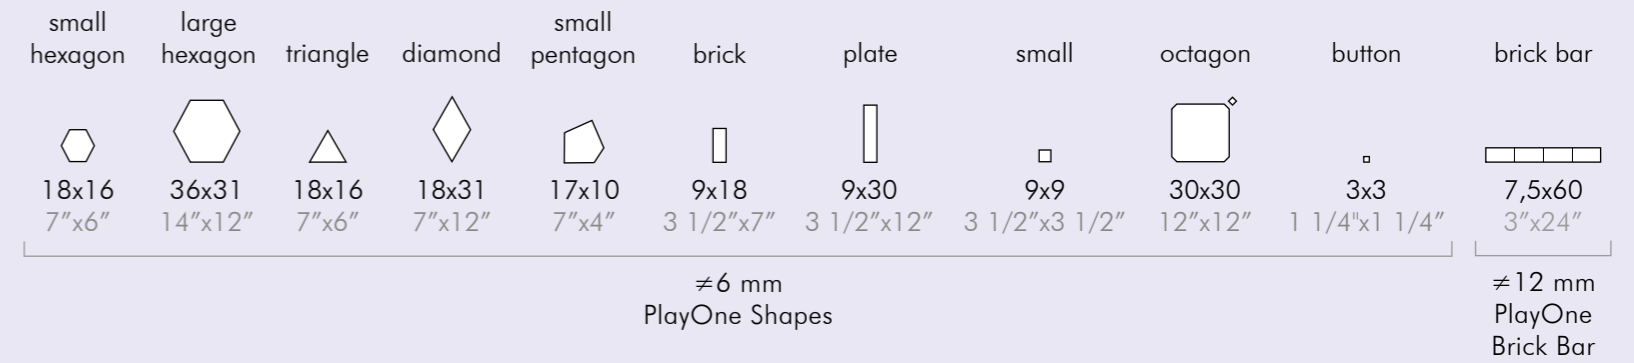 small
hexagon
18x16
7"x6"
large
hexagon
36x31
14"x12"
triangle
18x16
7"x6"
diamond
18x31
7"x12"
small
pentagon
17x10
7"x4"
brick
9x18
3 1/2"x7"
plate
9x30
3 1/2"x12"
small
9x9
3 1/2"x3 1/2"
octagon
30x30
12"x12"
button
3x3
1 1/4"x1 1/4"
brick bar
7,5x60
3"x24"
≠6 mm
PlayOne Shapes
≠12 mm
PlayOne
Brick Bar